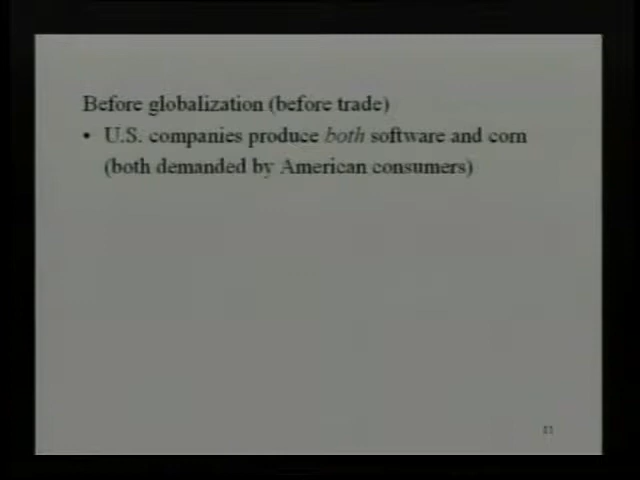 Before globalization (before trade)
• U.S. companies produce both software and corn
(both demanded by American consumers)